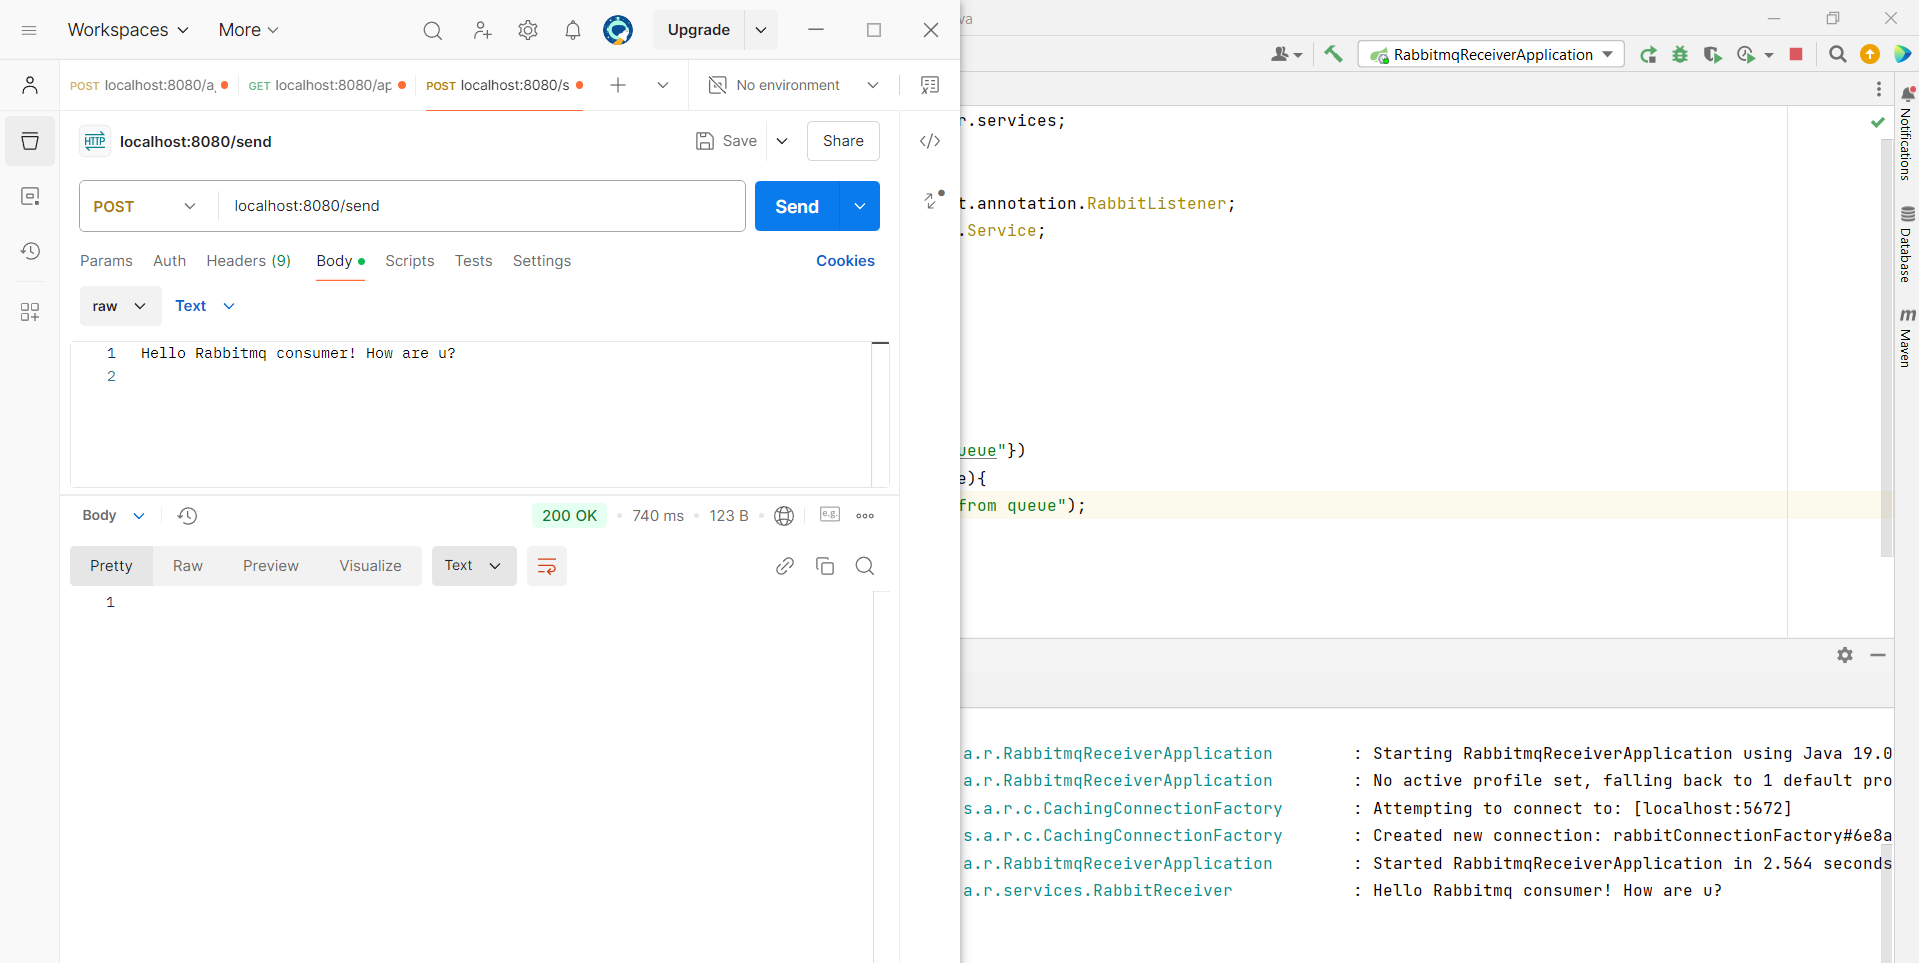 Workspaces
More
Upgrade
POST localhost:8080/a
GET localhost:8080/ap
POST localhost:8080/s
No environment
HTTP
localhost:8080/send
Save
Share
POST
localhost:8080/send
Send
Params
Auth
Headers (9)
Body
Scripts
Tests
Settings
Cookies
raw
Text
1 Hello Rabbitmq consumer! How are u?
2
Body
200 OK
740 ms
123 B
e.g.
Pretty
Raw
Preview
Visualize
Text
1
va
RabbitmqReceiverApplication
r.services;
t.annotation.RabbitListener;
.Service;
ueue"})
e){
from queue");
Notifications
Database
m
Maven
a.r.RabbitmqReceiverApplication : Starting RabbitmqReceiverApplication using Java 19.0
a.r.RabbitmqReceiverApplication : No active profile set, falling back to 1 default pro
s.a.r.c.CachingConnectionFactory : Attempting to connect to: [localhost:5672]
s.a.r.c.CachingConnectionFactory : Created new connection: rabbitConnectionFactory#6e8a
a.r.RabbitmqReceiverApplication : Started RabbitmqReceiverApplication in 2.564 seconds
a.r.services.RabbitReceiver : Hello Rabbitmq consumer! How are u?